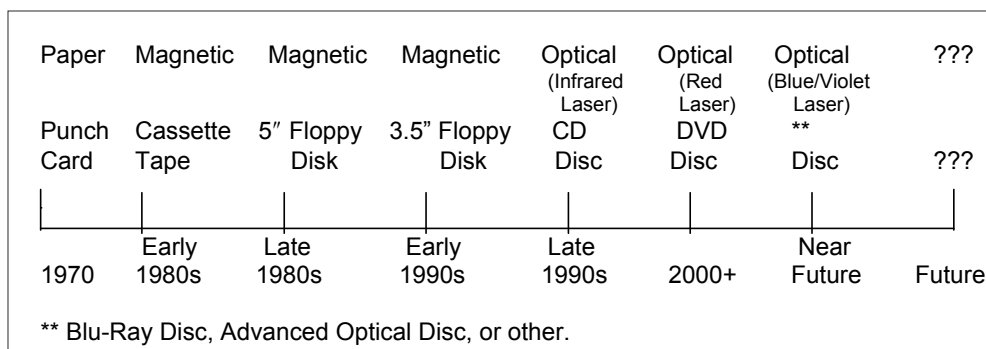 Paper Magnetic Magnetic Magnetic Optical Optical Optical ???
(Infrared (Red (Blue/Violet
Laser) Laser) Laser)
Punch Cassette 5″ Floppy 3.5” Floppy CD DVD **
Card Tape Disk Disk Disc Disc Disc ???
Early Late Early Late Near
1970 1980s 1980s 1990s 1990s 2000+ Future Future
** Blu-Ray Disc, Advanced Optical Disc, or other.